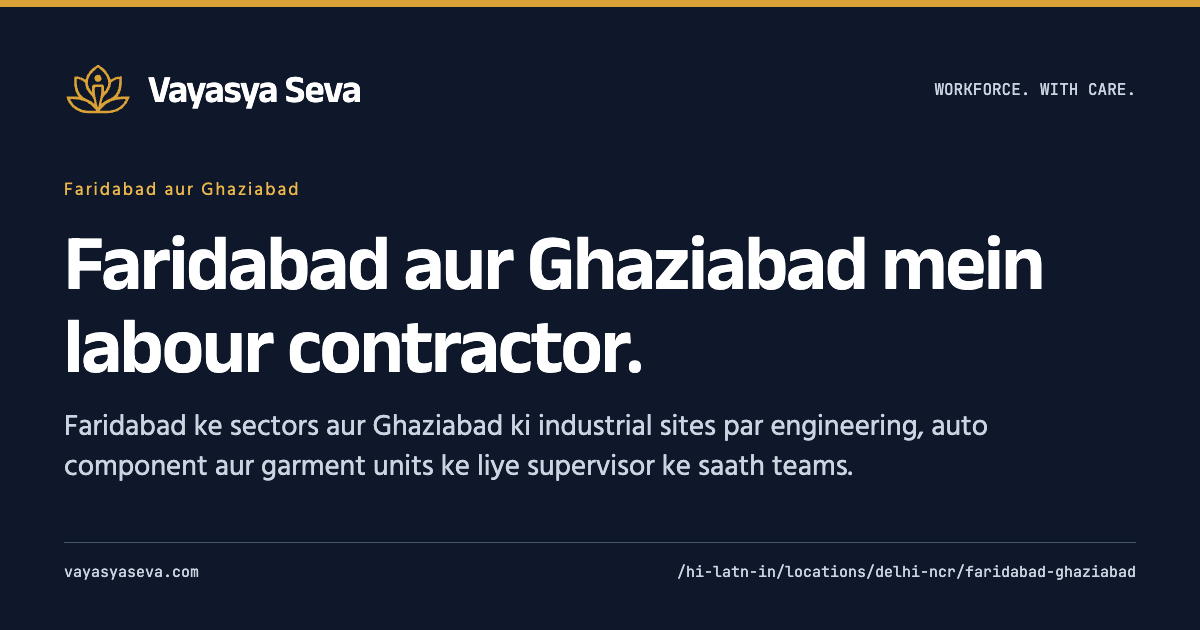 Vayasya Seva
WORKFORCE. WITH CARE.
Faridabad aur Ghaziabad
Faridabad aur Ghaziabad mein
labour contractor.
Faridabad ke sectors aur Ghaziabad ki industrial sites par engineering, auto
component aur garment units ke liye supervisor ke saath teams.
vayasyaseva.com
/hi-latn-in/locations/delhi-ncr/faridabad-ghaziabad